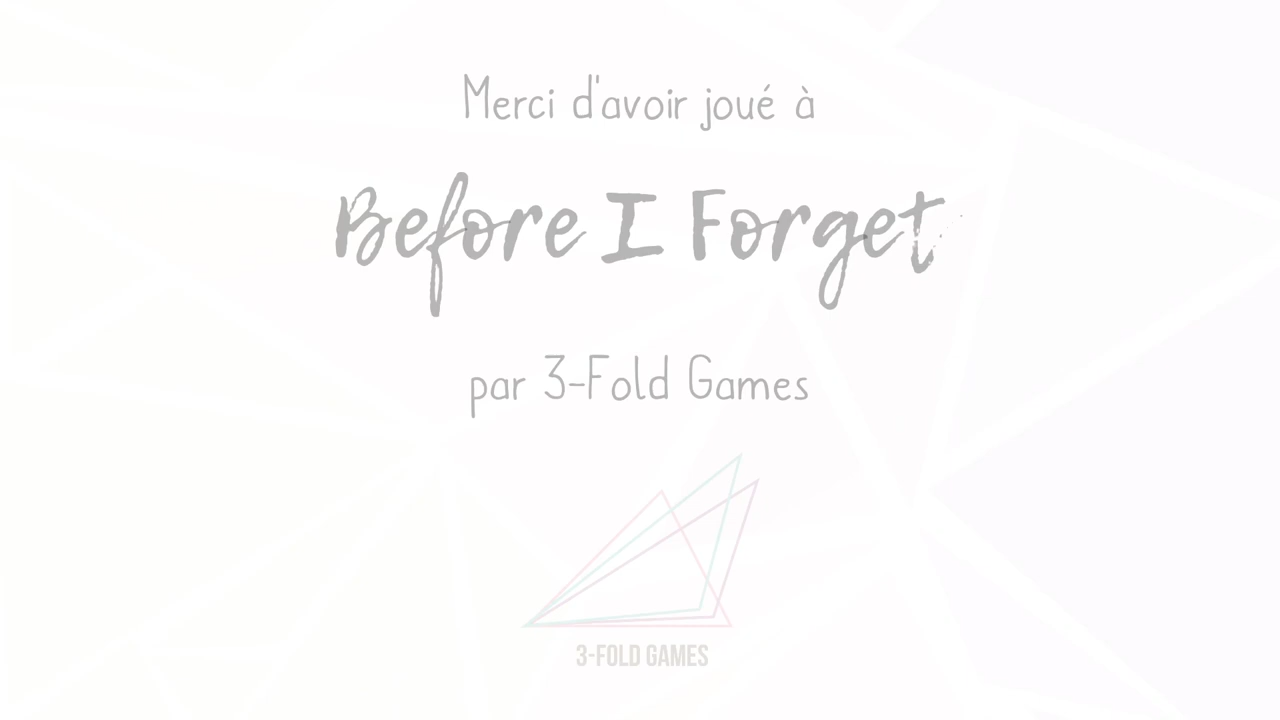 Merci d'avoir joué à
Before I Forget
par 3-Fold Games
3-FOLD GAMES